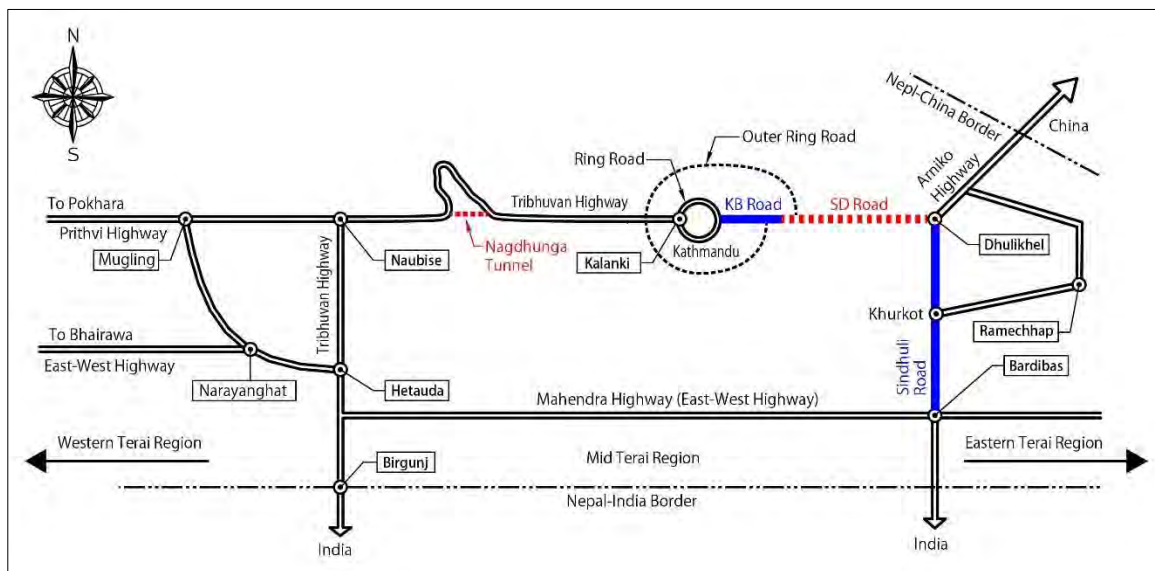 N
S
Nepl-China Border
China
Outer Ring Road
Ring Road
Arniko
Highway
To Pokhara
Tribhuvan Highway
KB Road
SD Road
Prithvi Highway
Mugling
Naubise
Nagdhunga
Tunnel
Kalanki
Kathmandu
Dhulikhel
Khurkot
Ramechhap
To Bhairawa
East-West Highway
Tribhuvan Highway
Narayanghat
Hetauda
Sindhuli
Road
Bardibas
Mahendra Highway (East-West Highway)
Western Terai Region
Birgunj
Mid Terai Region
Eastern Terai Region
Nepal-India Border
India
India